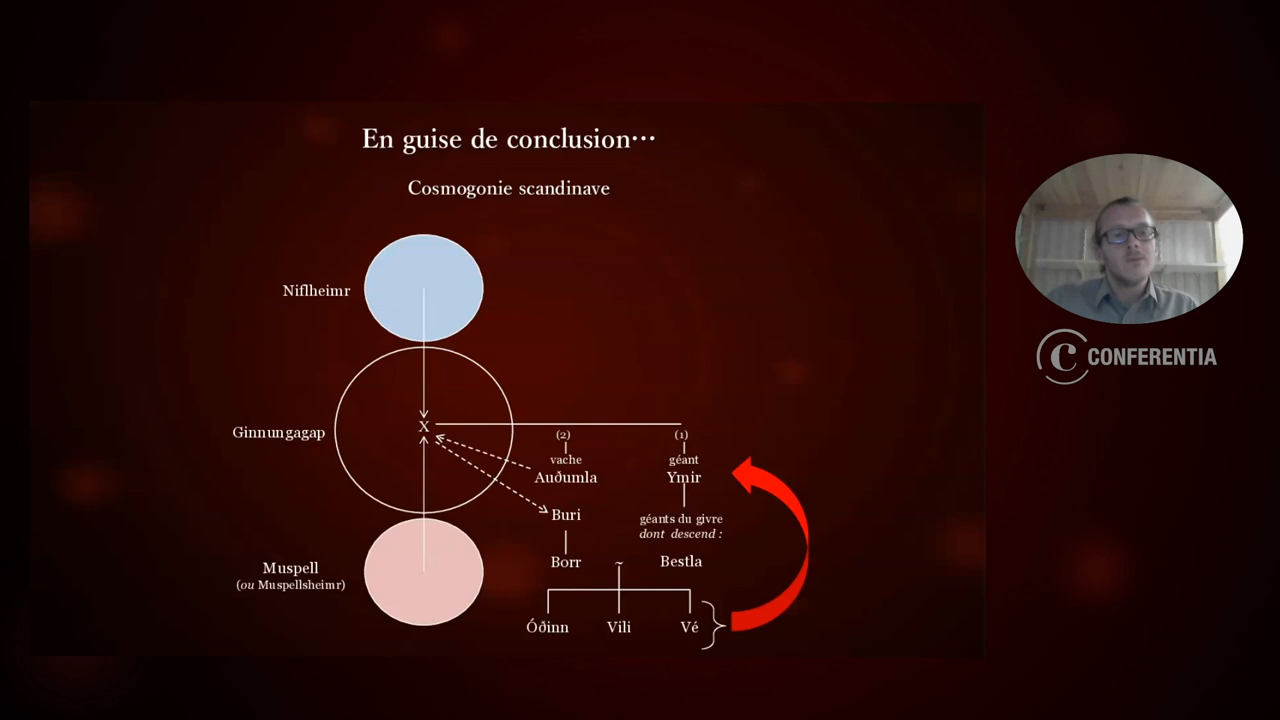 En guise de conclusion…
Cosmogonie scandinave
Niflheimr
Ginnungagap
X
(2)
(1)
vache
géant
Auðumla
Ymir
Buri
géants du givre
dont descend :
Borr
~
Bestla
Muspell
(ou Muspellsheimr)
Óðinn
Vili
Vé
C CONFERENTIA